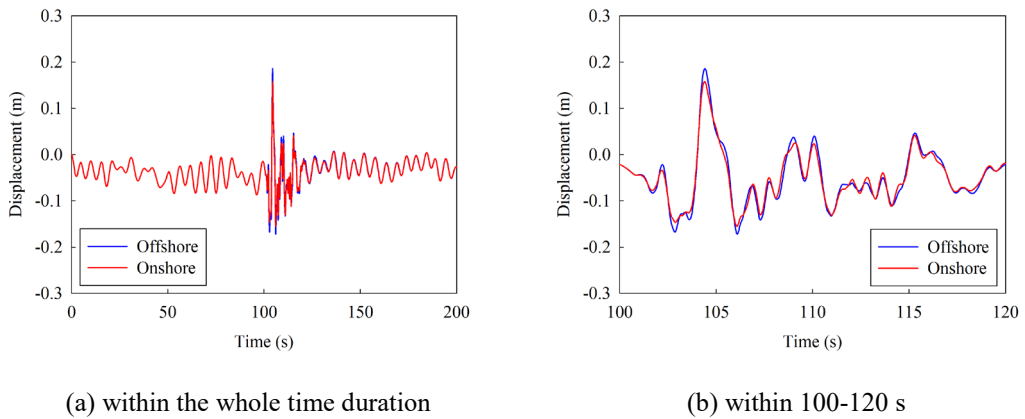 0.3
0.2
0.1
0.0
-0.1
-0.2
-0.3
Displacement (m)
Offshore
Onshore
0
50
100
150
200
Time (s)
(a) within the whole time duration
0.3
0.2
0.1
0.0
-0.1
-0.2
-0.3
Displacement (m)
Offshore
Onshore
100
105
110
115
120
Time (s)
(b) within 100-120 s